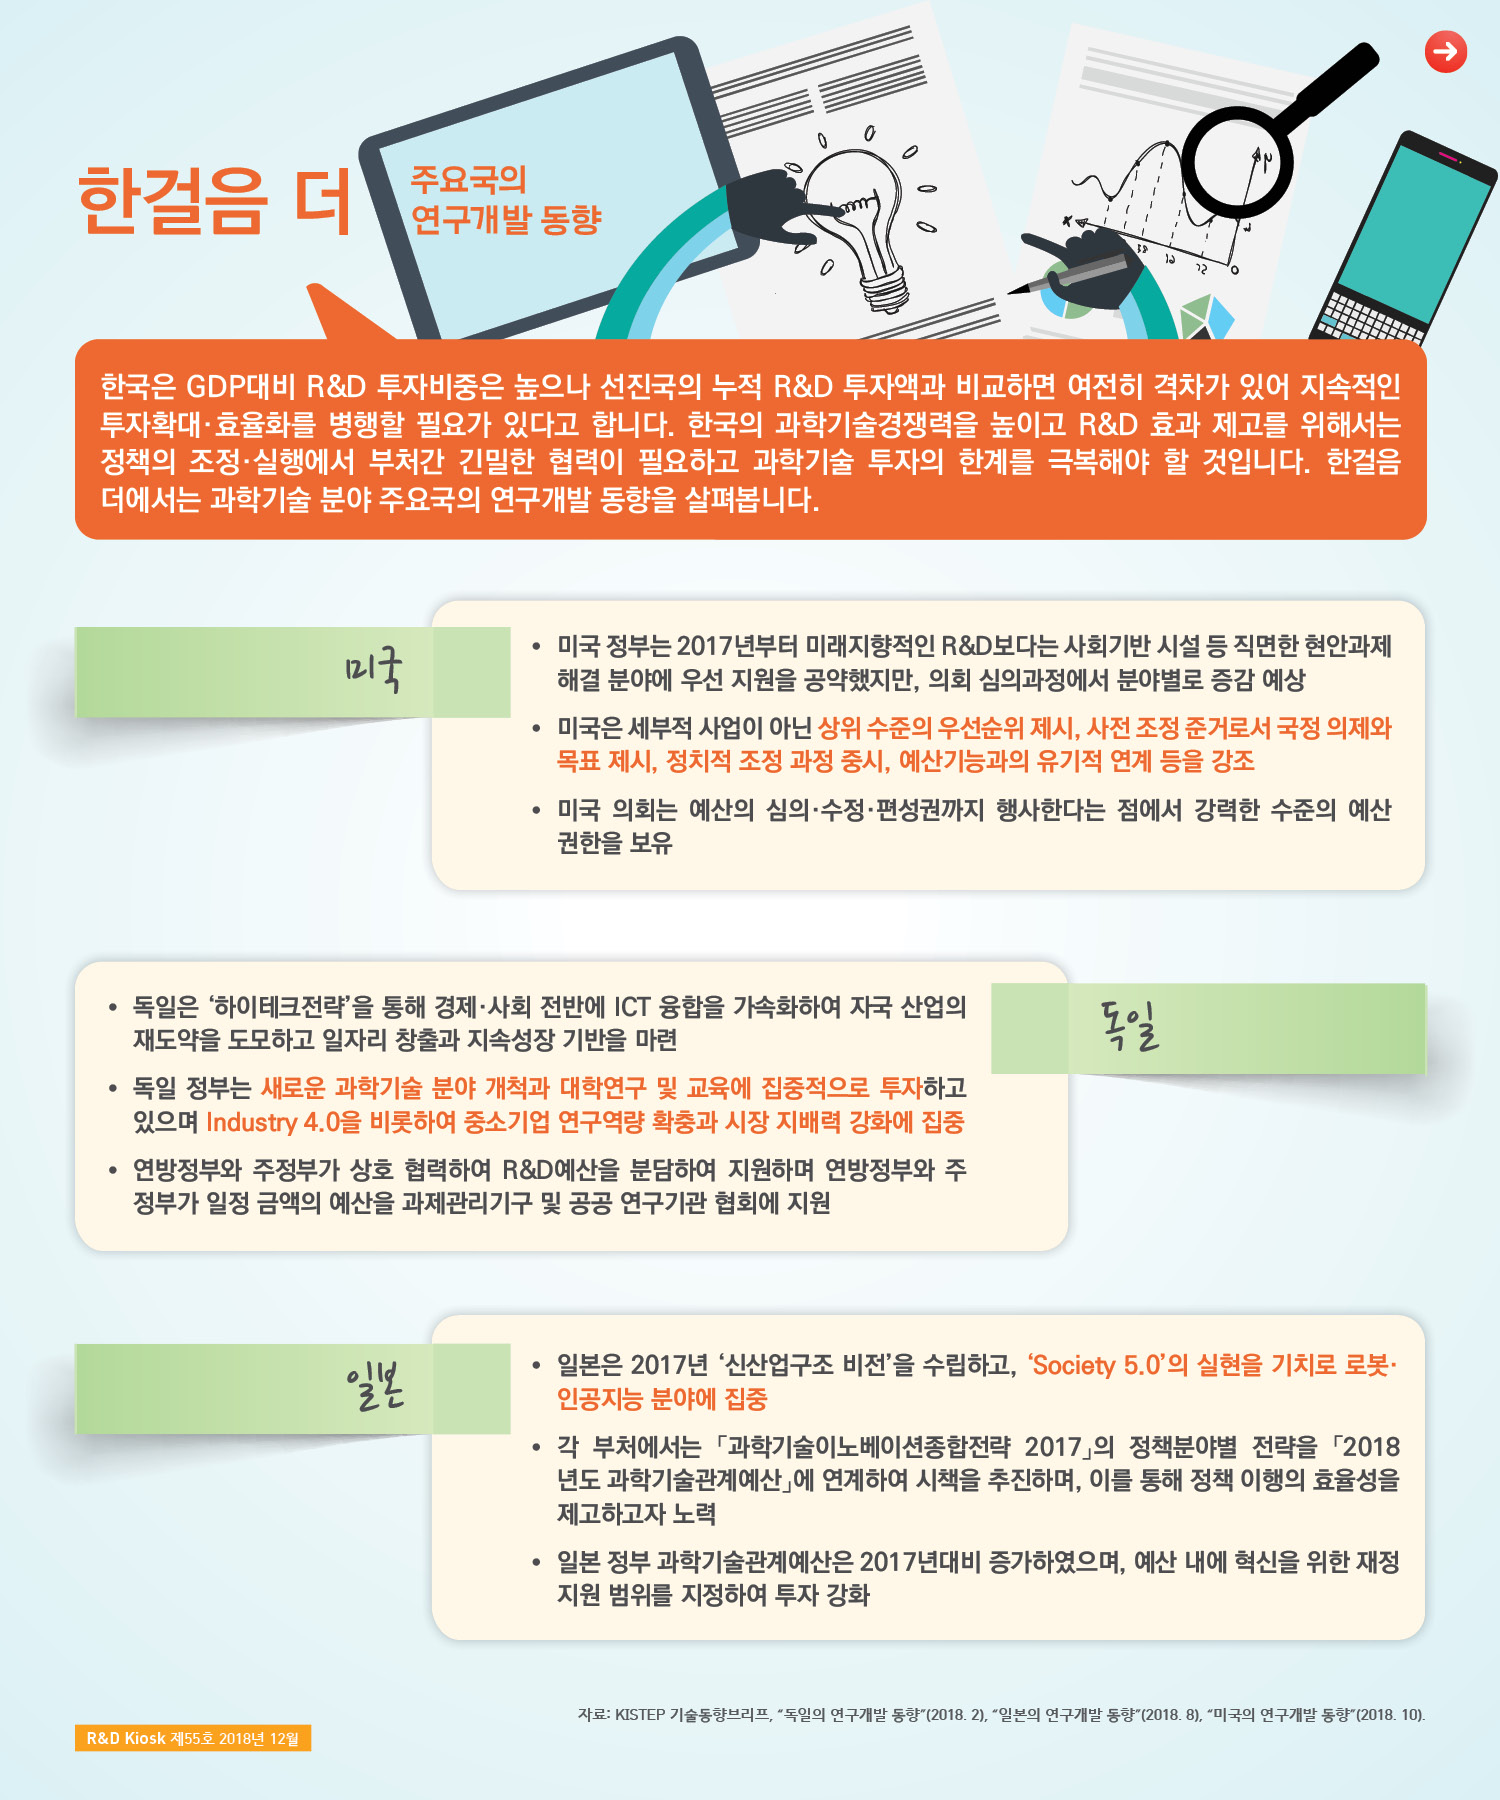 한걸음 더
주요국의
연구개발 동향
한국은 GDP대비 R&D 투자비중은 높으나 선진국의 누적 R&D 투자액과 비교하면 여전히 격차가 있어 지속적인
투자확대·효율화를 병행할 필요가 있다고 합니다. 한국의 과학기술경쟁력을 높이고 R&D 효과 제고를 위해서는
정책의 조정·실행에서 부처간 긴밀한 협력이 필요하고 과학기술 투자의 한계를 극복해야 할 것입니다. 한걸음
더에서는 과학기술 분야 주요국의 연구개발 동향을 살펴봅니다.
미국
• 미국 정부는 2017년부터 미래지향적인 R&D보다는 사회기반 시설 등 직면한 현안과제
해결 분야에 우선 지원을 공약했지만, 의회 심의과정에서 분야별로 증감 예상
• 미국은 세부적 사업이 아닌 상위 수준의 우선순위 제시, 사전 조정 준거로서 국정 의제와
목표 제시, 정치적 조정 과정 중시, 예산기능과의 유기적 연계 등을 강조
• 미국 의회는 예산의 심의·수정·편성권까지 행사한다는 점에서 강력한 수준의 예산
권한을 보유
독일
• 독일은 ‘하이테크전략’을 통해 경제·사회 전반에 ICT 융합을 가속화하여 자국 산업의
재도약을 도모하고 일자리 창출과 지속성장 기반을 마련
• 독일 정부는 새로운 과학기술 분야 개척과 대학연구 및 교육에 집중적으로 투자하고
있으며 Industry 4.0을 비롯하여 중소기업 연구역량 확충과 시장 지배력 강화에 집중
• 연방정부와 주정부가 상호 협력하여 R&D예산을 분담하여 지원하며 연방정부와 주
정부가 일정 금액의 예산을 과제관리기구 및 공공 연구기관 협회에 지원
일본
• 일본은 2017년 ‘신산업구조 비전’을 수립하고, ‘Society 5.0’의 실현을 기치로 로봇·
인공지능 분야에 집중
• 각 부처에서는 「과학기술이노베이션종합전략 2017」의 정책분야별 전략을 「2018
년도 과학기술관계예산」에 연계하여 시책을 추진하며, 이를 통해 정책 이행의 효율성을
제고하고자 노력
• 일본 정부 과학기술관계예산은 2017년대비 증가하였으며, 예산 내에 혁신을 위한 재정
지원 범위를 지정하여 투자 강화
자료: KISTEP 기술동향브리프, “독일의 연구개발 동향”(2018. 2), “일본의 연구개발 동향”(2018. 8), “미국의 연구개발 동향”(2018. 10).
R&D Kiosk 제55호 2018년 12월